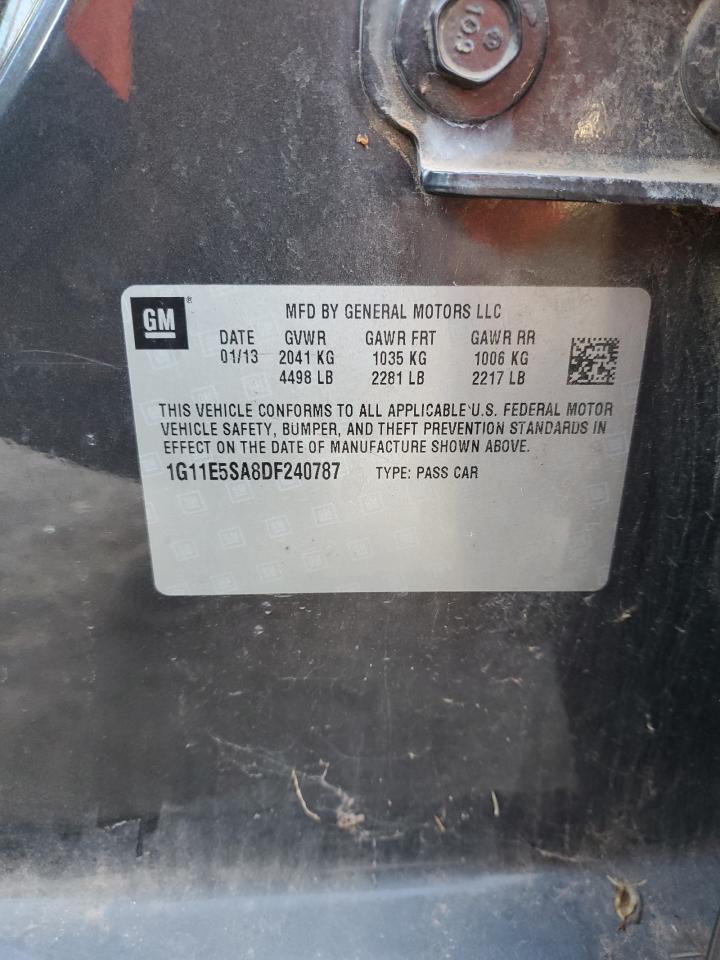 10.9
GM®
MFD BY GENERAL MOTORS LLC
DATE GVWR GAWR FRT GAWR RR
01/13 2041 KG 1035 KG 1006 KG
4498 LB 2281 LB 2217 LB
THIS VEHICLE CONFORMS TO ALL APPLICABLE U.S. FEDERAL MOTOR
VEHICLE SAFETY, BUMPER, AND THEFT PREVENTION STANDARDS IN
EFFECT ON THE DATE OF MANUFACTURE SHOWN ABOVE.
1G11E5SA8DF240787 TYPE: PASS CAR